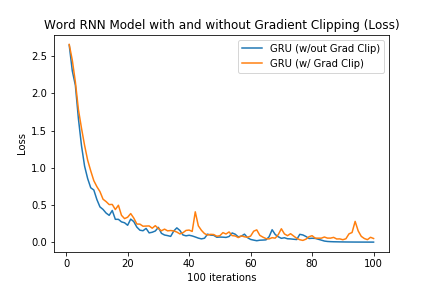 Word RNN Model with and without Gradient Clipping (Loss)
GRU (w/out Grad Clip)
GRU (w/ Grad Clip)
2.5
2.0
1.5
1.0
0.5
0.0
Loss
0
20
40
60
80
100
100 iterations